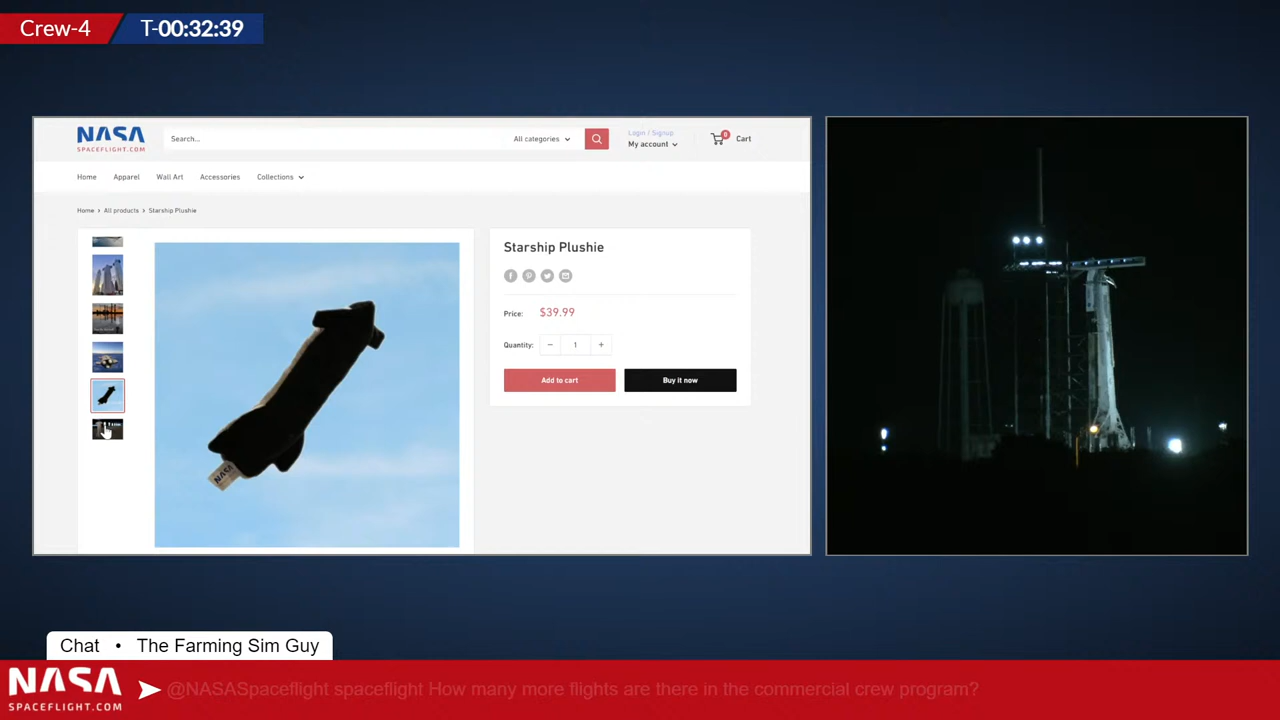 Crew-4
T-00:32:39
NASA
SPACEFLIGHT.COM
Search...
All categories
Login / Signup
My account
0
Cart
Home
Apparel
Wall Art
Accessories
Collections
Home > All products > Starship Plushie
Starship Plushie
Price: $39.99
Quantity: − 1 +
Add to cart
Buy it now
NASA
Chat • The Farming Sim Guy
NASA
SPACEFLIGHT.COM
@NASASpaceflight spaceflight How many more flights are there in the commercial crew program?